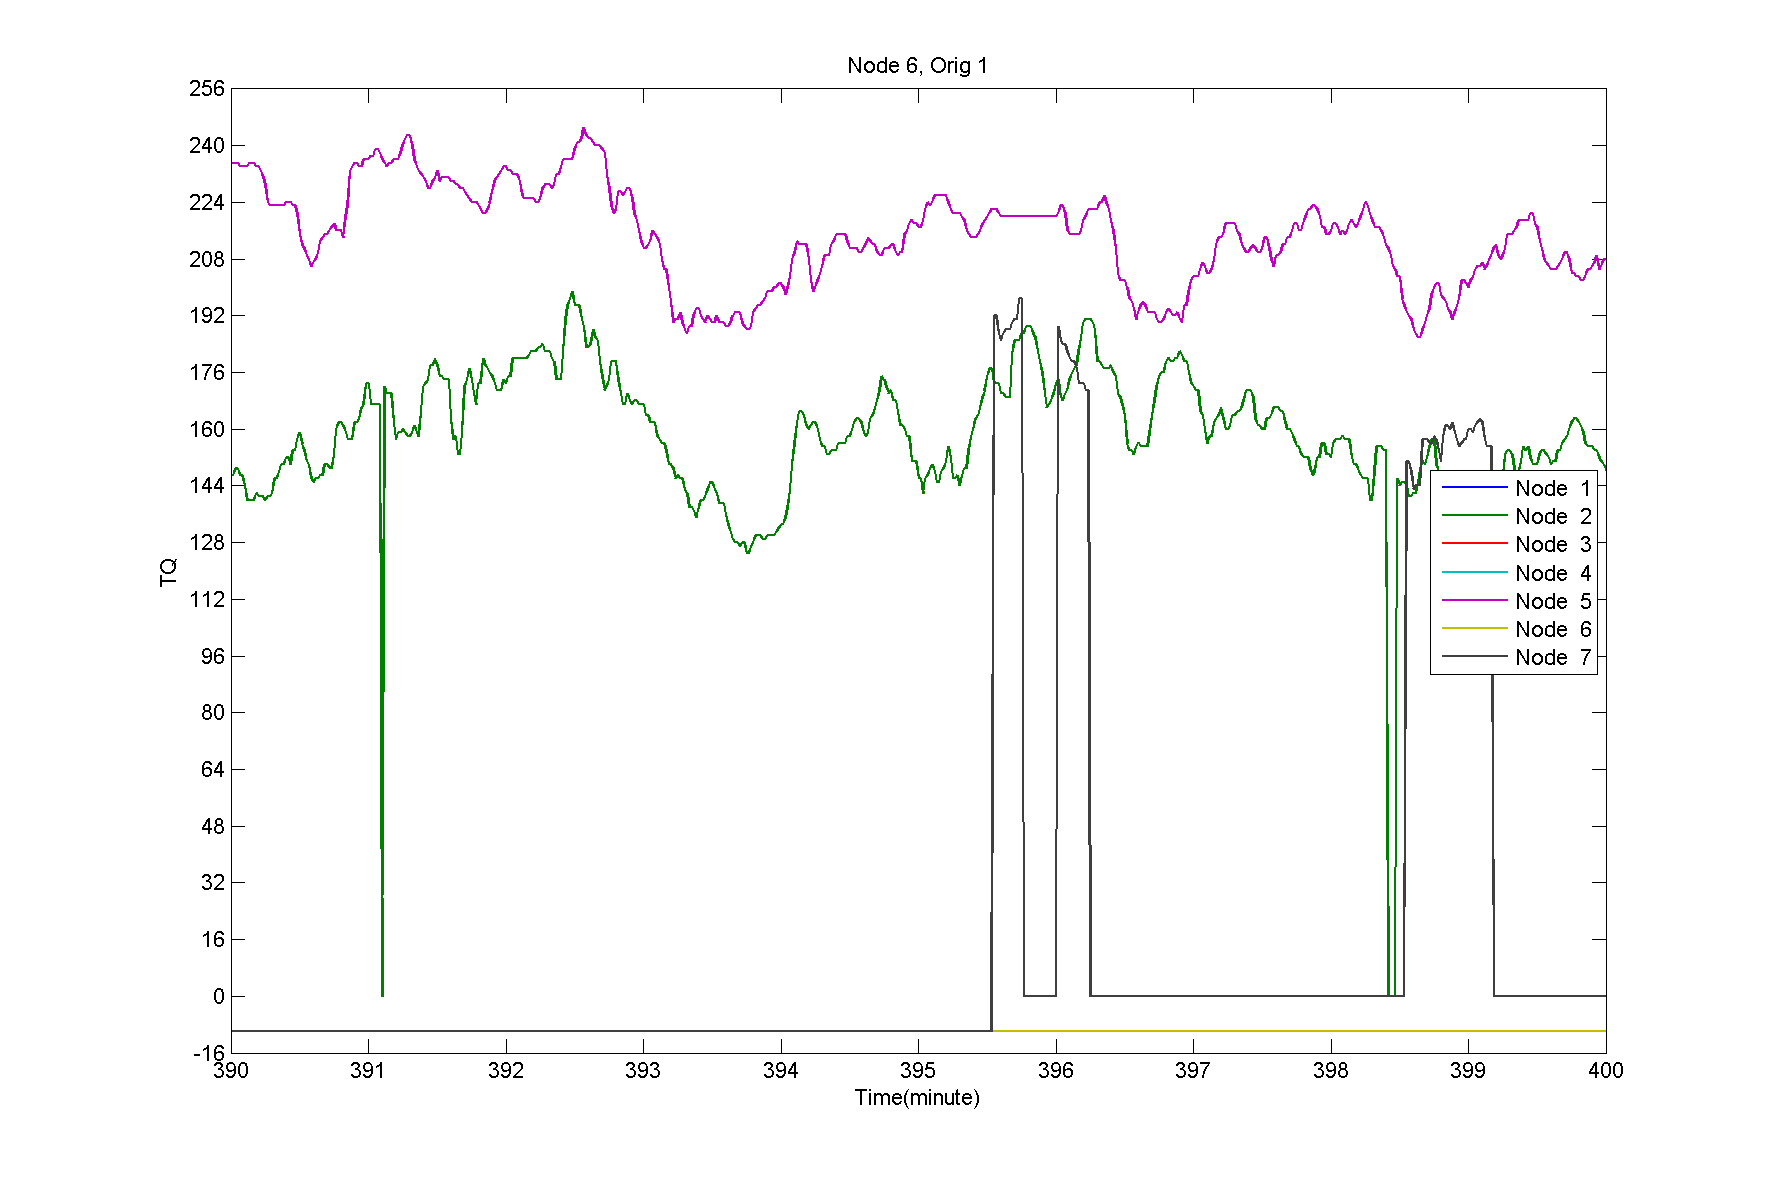 Node 6, Orig 1
256
240
224
208
192
176
160
144
128
112
96
80
64
48
32
16
0
-16
TQ
390 391 392 393 394 395 396 397 398 399 400
Time(minute)
Node 1
Node 2
Node 3
Node 4
Node 5
Node 6
Node 7